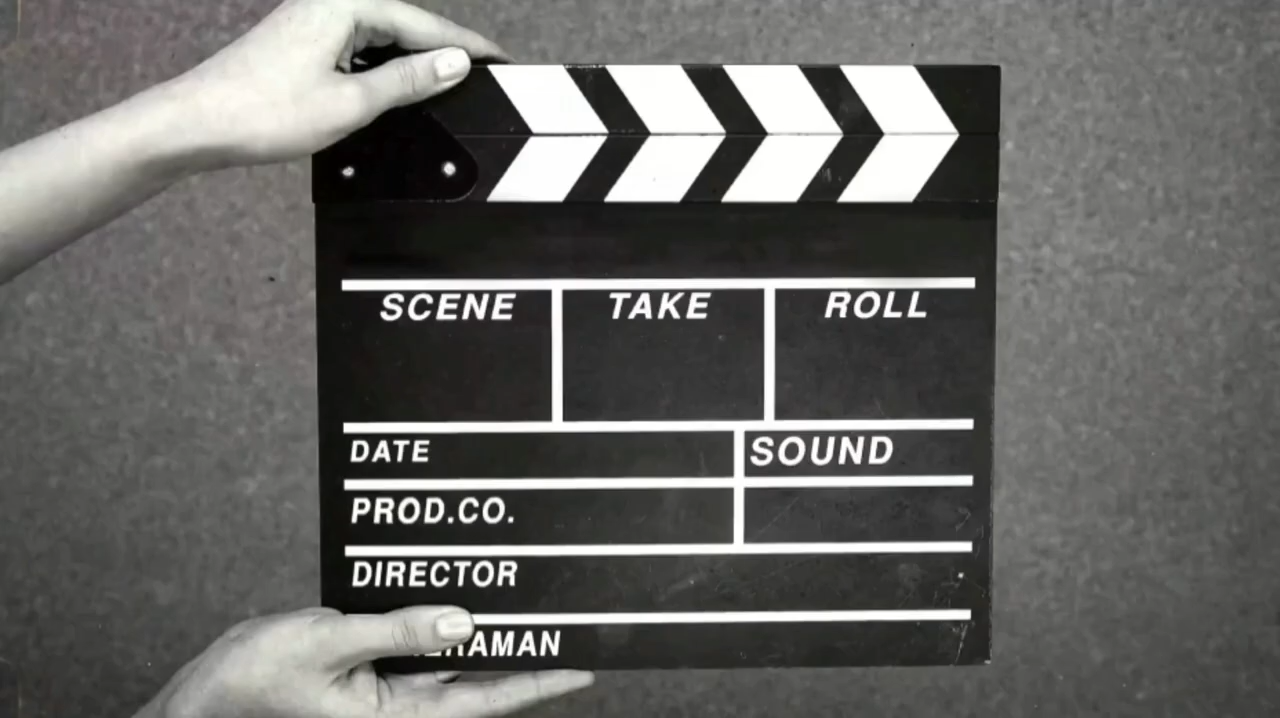 SCENE TAKE ROLL
DATE SOUND
PROD.CO.
DIRECTOR